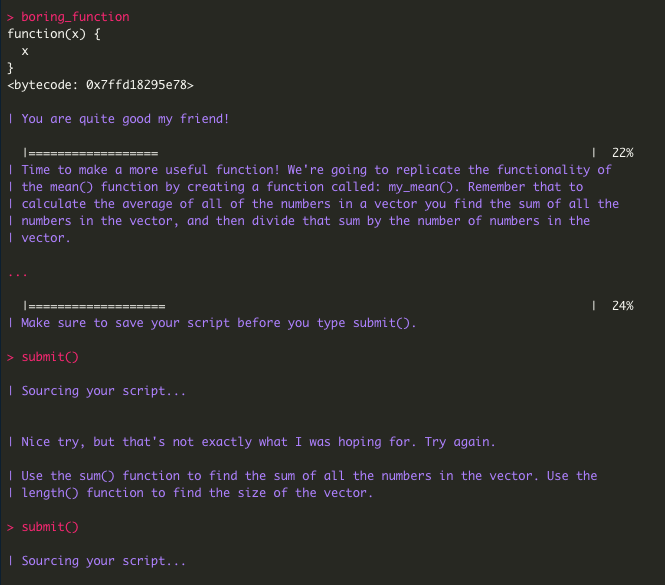 > boring_function
function(x) {
  x
}
<bytecode: 0x7ffd18295e78>
| You are quite good my friend!
  |==================                                                            |  22%
| Time to make a more useful function! We're going to replicate the functionality of
| the mean() function by creating a function called: my_mean(). Remember that to
| calculate the average of all of the numbers in a vector you find the sum of all the
| numbers in the vector, and then divide that sum by the number of numbers in the
| vector.
...
  |===================                                                           |  24%
| Make sure to save your script before you type submit().
> submit()
| Sourcing your script...
| Nice try, but that's not exactly what I was hoping for. Try again.
| Use the sum() function to find the sum of all the numbers in the vector. Use the
| length() function to find the size of the vector.
> submit()
| Sourcing your script...